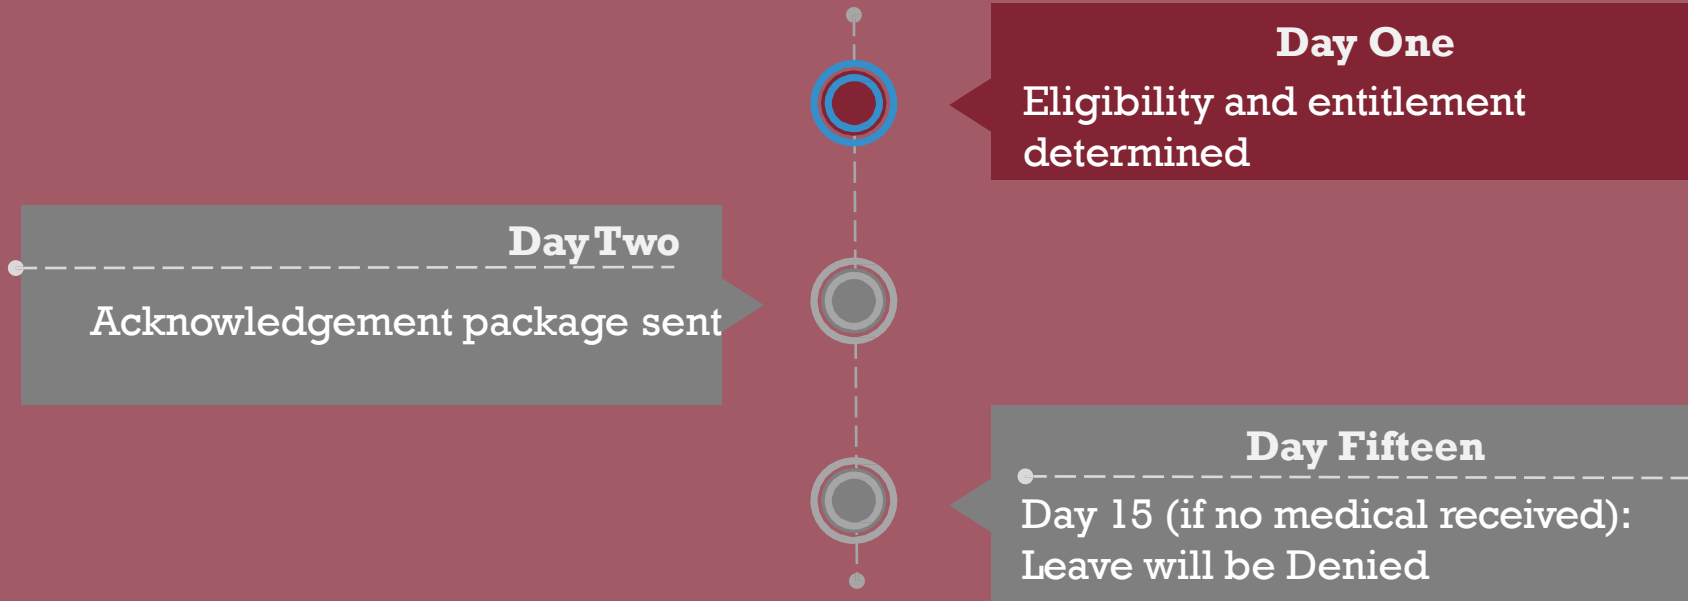 Day One
Eligibility and entitlement
determined
Day Two
Acknowledgement package sent
Day Fifteen
Day 15 (if no medical received):
Leave will be Denied